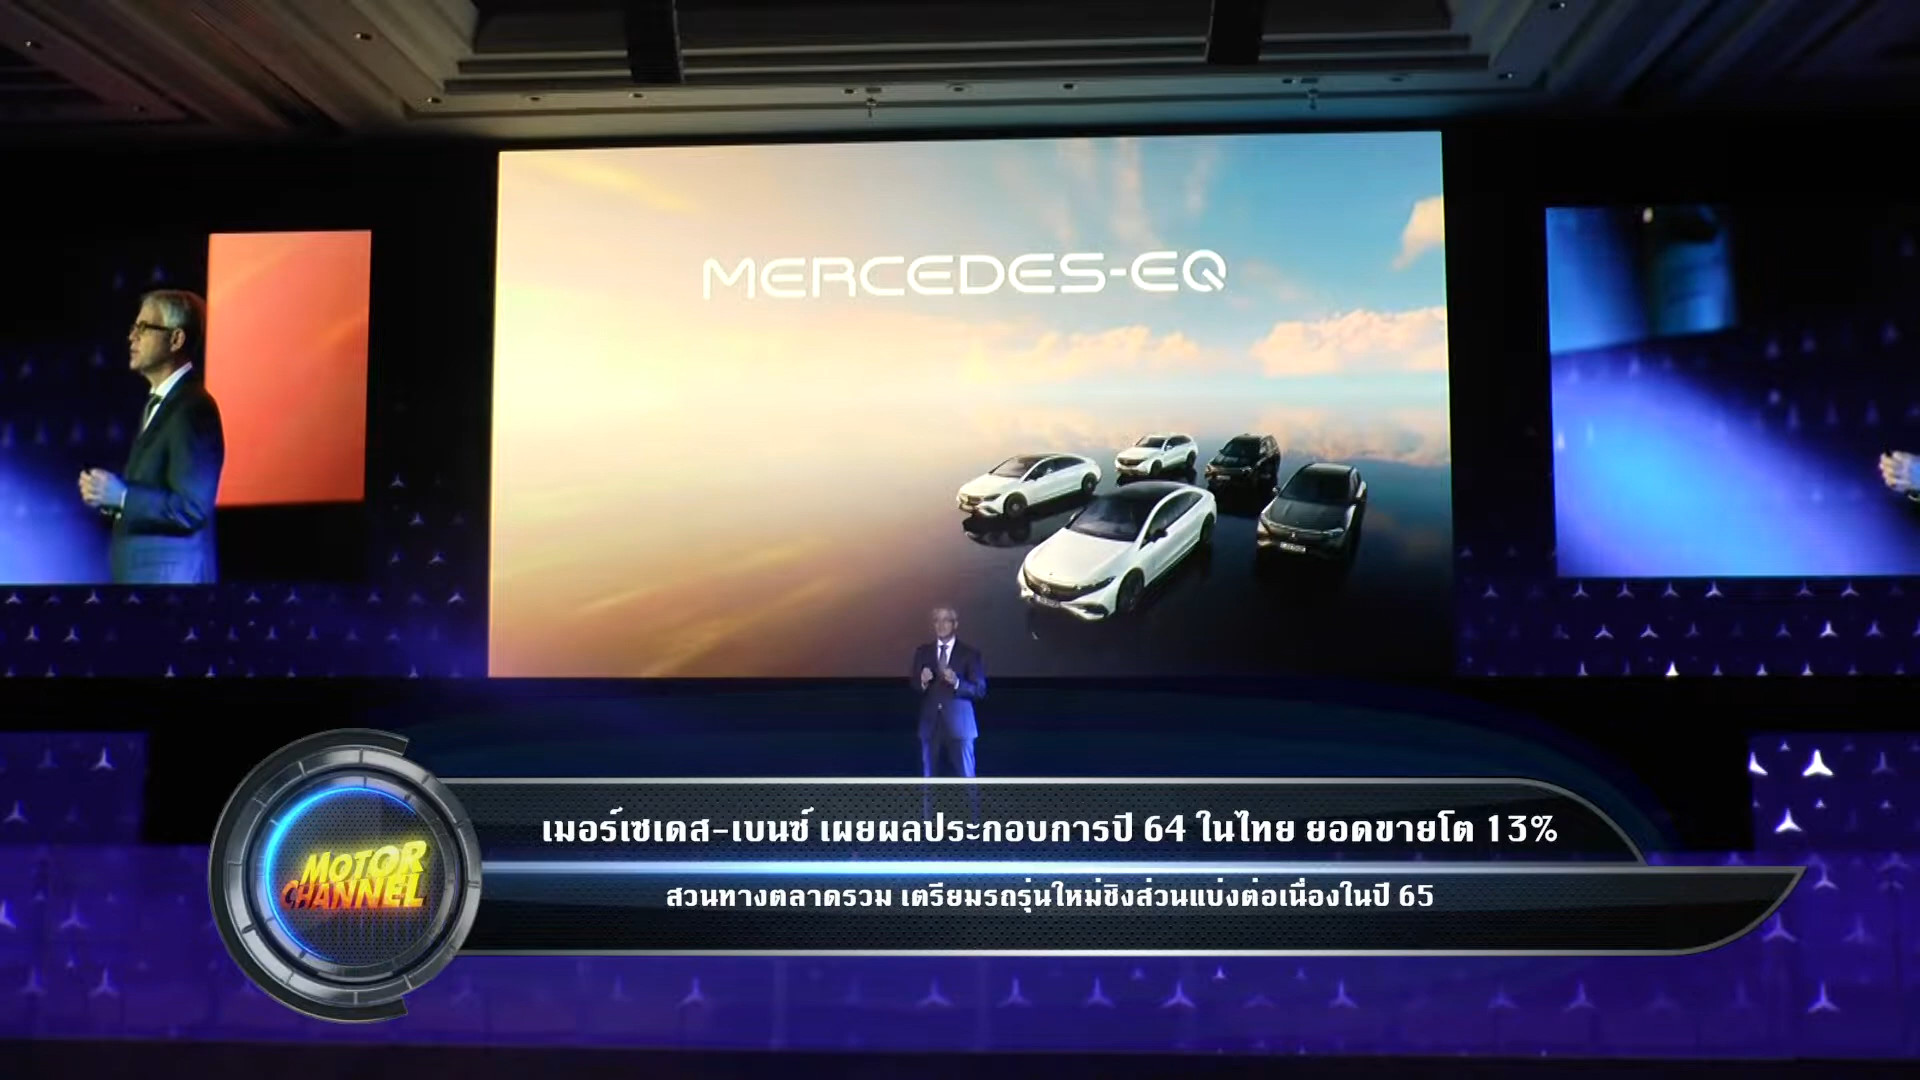 MERCEDES-EQ
เมอร์เซเดส-เบนซ์ เผยผลประกอบการปี 64 ในไทย ยอดขายโต 13%
สวนทางตลาดรวม เตรียมรถรุ่นใหม่ชิงส่วนแบ่งต่อเนื่องในปี 65
MOTOR
CHANNEL